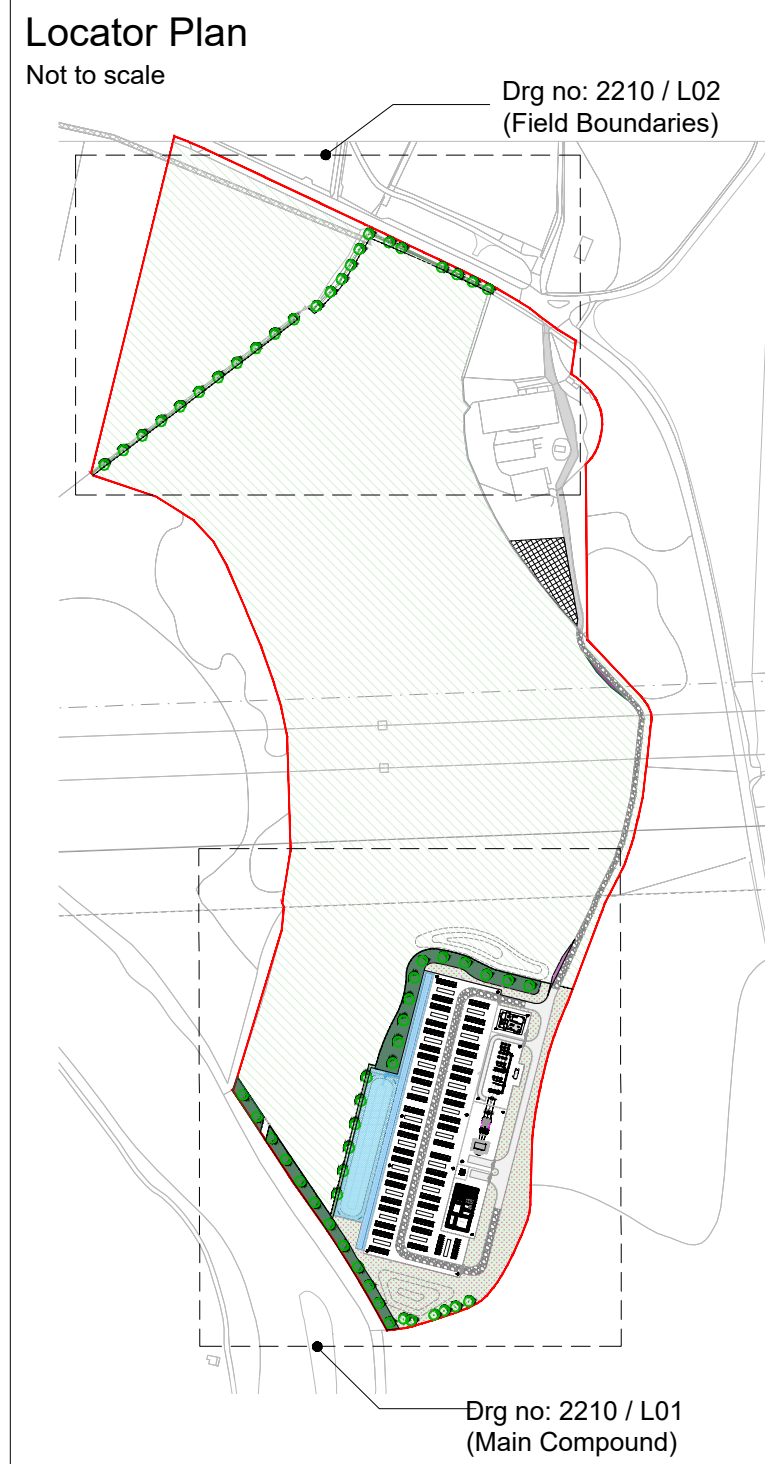 Locator Plan
Not to scale
Drg no: 2210 / L02
(Field Boundaries)
Drg no: 2210 / L01
(Main Compound)